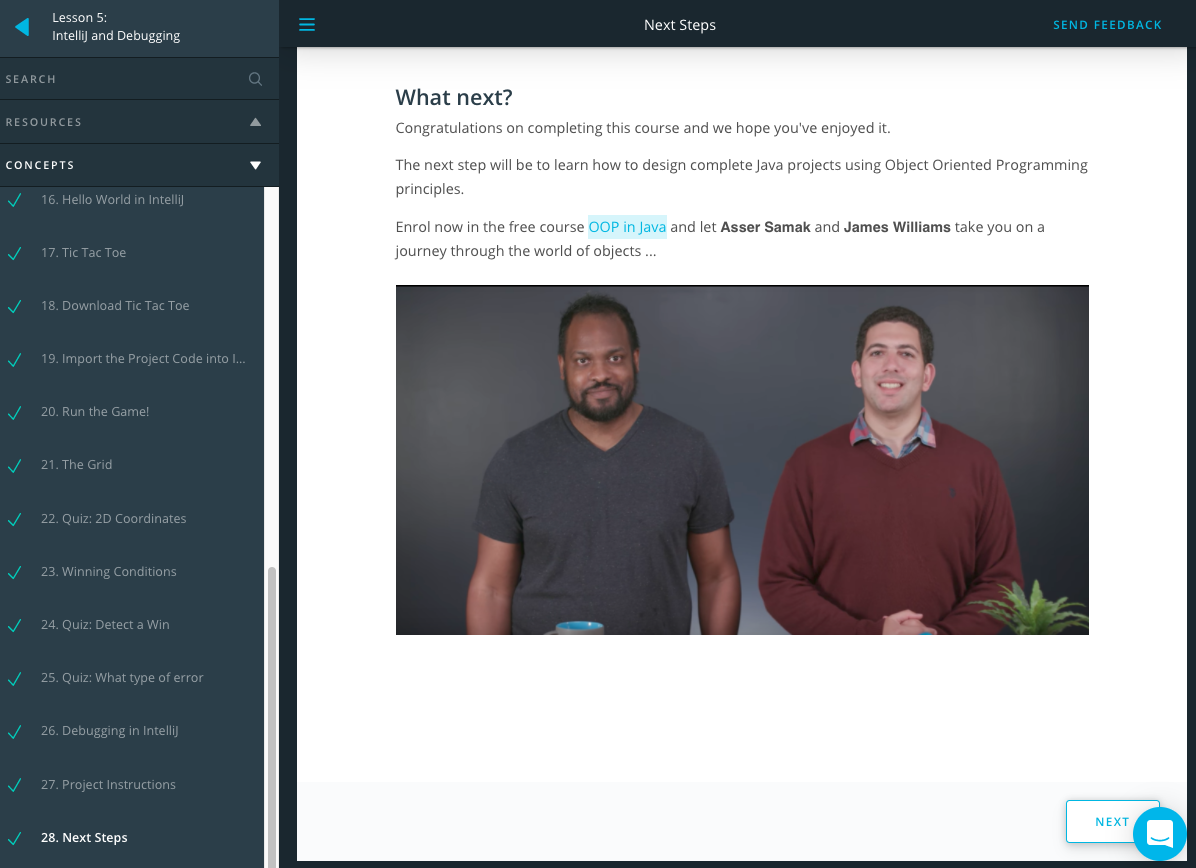 Lesson 5:
IntelliJ and Debugging
SEARCH
RESOURCES
CONCEPTS
16. Hello World in IntelliJ
17. Tic Tac Toe
18. Download Tic Tac Toe
19. Import the Project Code into I...
20. Run the Game!
21. The Grid
22. Quiz: 2D Coordinates
23. Winning Conditions
24. Quiz: Detect a Win
25. Quiz: What type of error
26. Debugging in IntelliJ
27. Project Instructions
28. Next Steps
Next Steps
SEND FEEDBACK
What next?
Congratulations on completing this course and we hope you've enjoyed it.
The next step will be to learn how to design complete Java projects using Object Oriented Programming
principles.
Enrol now in the free course OOP in Java and let Asser Samak and James Williams take you on a
journey through the world of objects ...
NEXT